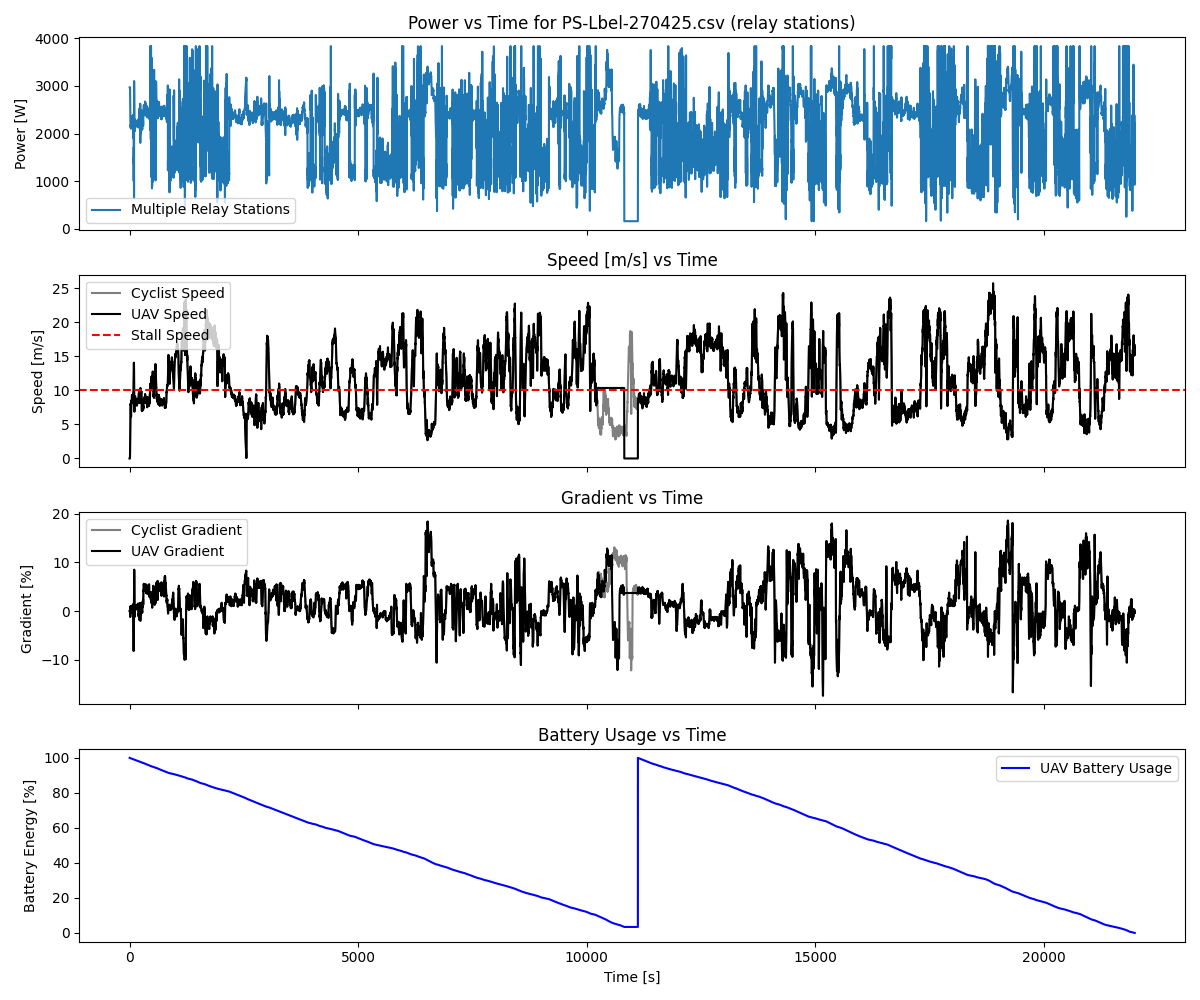 Power vs Time for PS-Lbel-270425.csv (relay stations)
Power [W]
4000
3000
2000
1000
0
Multiple Relay Stations
Speed [m/s] vs Time
Speed [m/s]
25
20
15
10
5
0
Cyclist Speed
UAV Speed
Stall Speed
Gradient vs Time
Gradient [%]
20
10
0
−10
Cyclist Gradient
UAV Gradient
Battery Usage vs Time
Battery Energy [%]
100
80
60
40
20
0
UAV Battery Usage
0 5000 10000 15000 20000
Time [s]